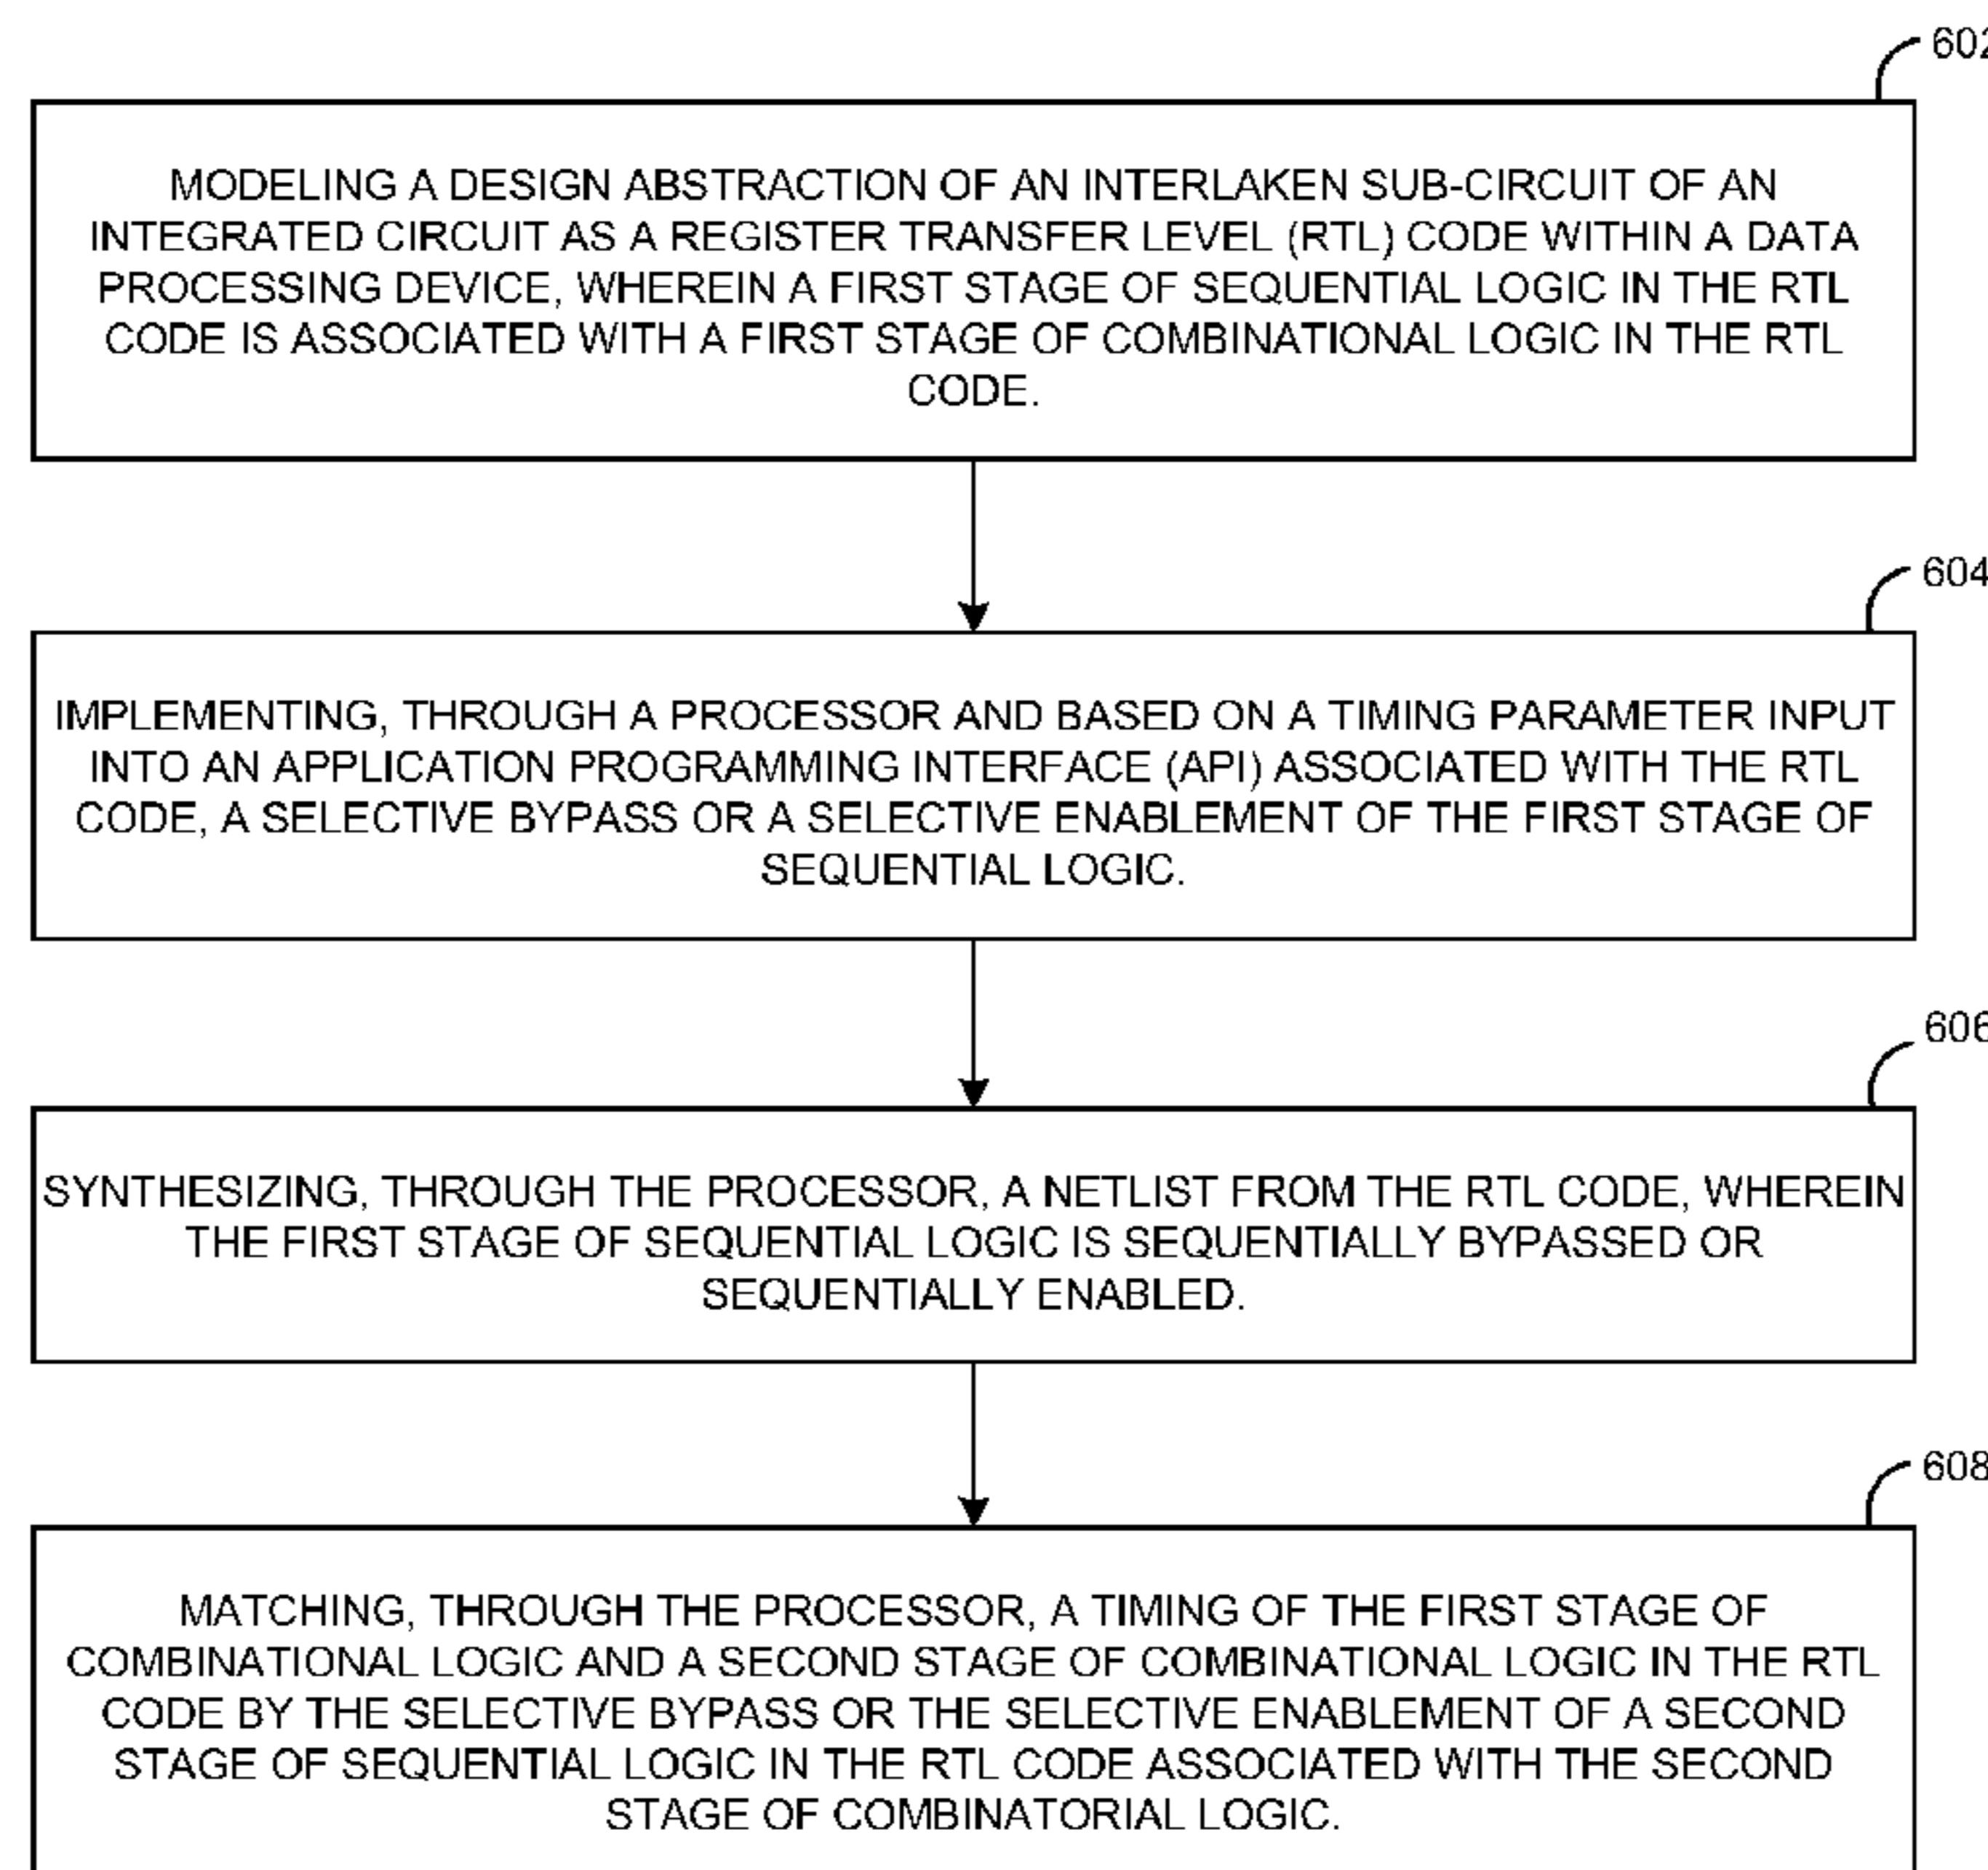 602
MODELING A DESIGN ABSTRACTION OF AN INTERLAKEN SUB-CIRCUIT OF AN
INTEGRATED CIRCUIT AS A REGISTER TRANSFER LEVEL (RTL) CODE WITHIN A DATA
PROCESSING DEVICE, WHEREIN A FIRST STAGE OF SEQUENTIAL LOGIC IN THE RTL
CODE IS ASSOCIATED WITH A FIRST STAGE OF COMBINATIONAL LOGIC IN THE RTL
CODE.
604
IMPLEMENTING, THROUGH A PROCESSOR AND BASED ON A TIMING PARAMETER INPUT
INTO AN APPLICATION PROGRAMMING INTERFACE (API) ASSOCIATED WITH THE RTL
CODE, A SELECTIVE BYPASS OR A SELECTIVE ENABLEMENT OF THE FIRST STAGE OF
SEQUENTIAL LOGIC.
606
SYNTHESIZING, THROUGH THE PROCESSOR, A NETLIST FROM THE RTL CODE, WHEREIN
THE FIRST STAGE OF SEQUENTIAL LOGIC IS SEQUENTIALLY BYPASSED OR
SEQUENTIALLY ENABLED.
608
MATCHING, THROUGH THE PROCESSOR, A TIMING OF THE FIRST STAGE OF
COMBINATIONAL LOGIC AND A SECOND STAGE OF COMBINATIONAL LOGIC IN THE RTL
CODE BY THE SELECTIVE BYPASS OR THE SELECTIVE ENABLEMENT OF A SECOND
STAGE OF SEQUENTIAL LOGIC IN THE RTL CODE ASSOCIATED WITH THE SECOND
STAGE OF COMBINATORIAL LOGIC.